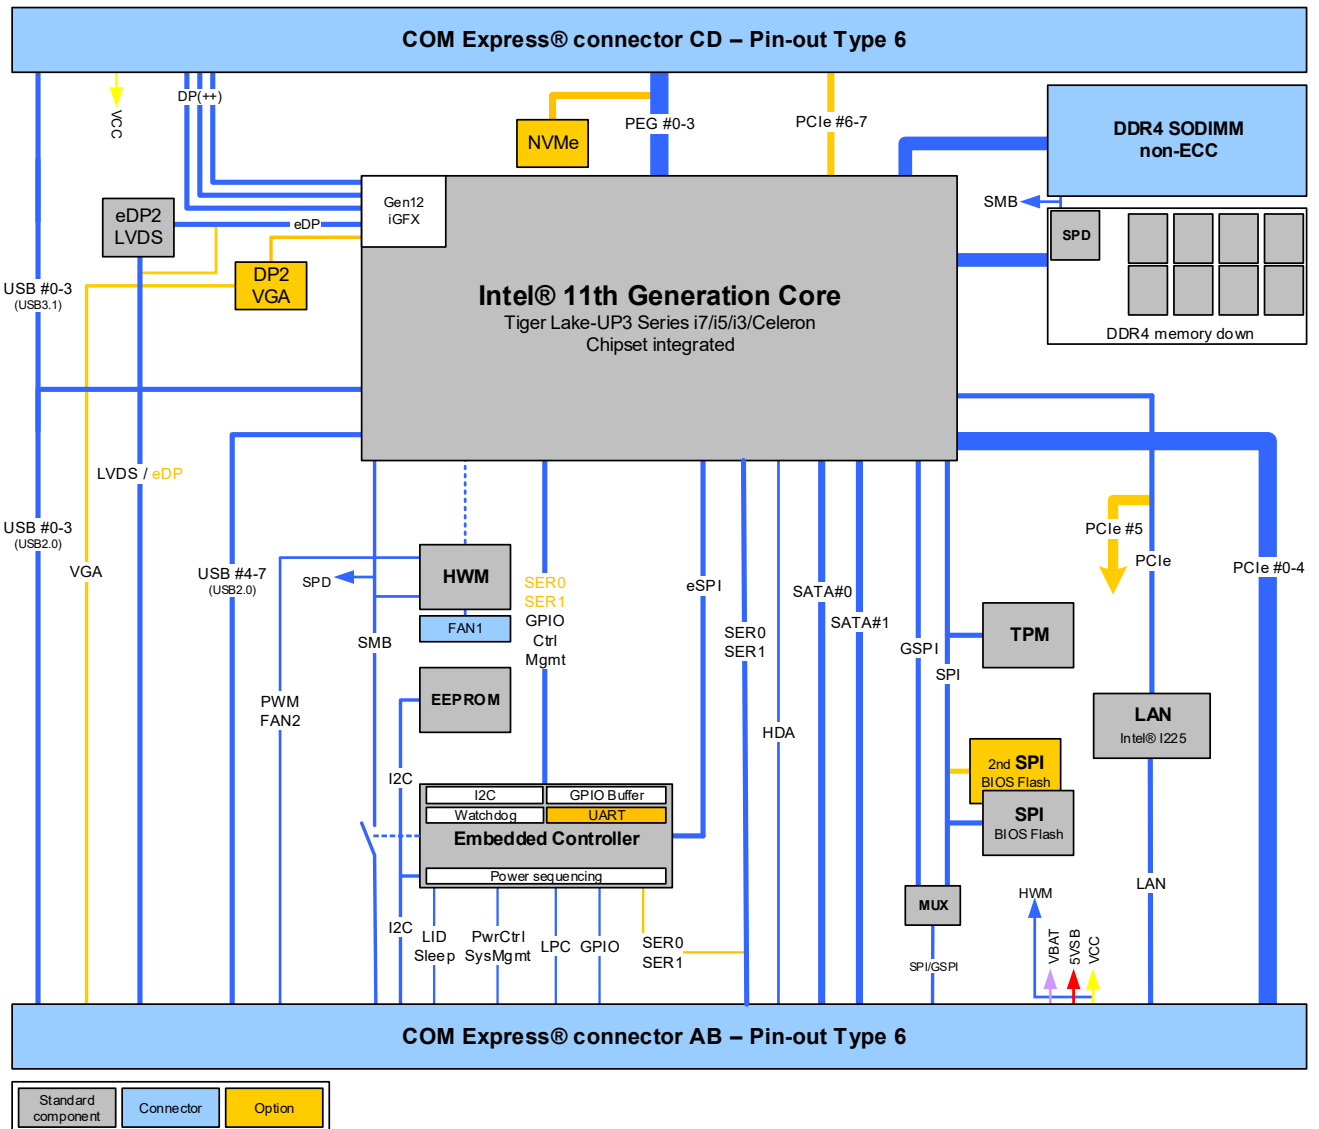 COM Express® connector CD – Pin-out Type 6
DP(++)
VCC
NVMe
PEG #0-3
PCIe #6-7
DDR4 SODIMM
non-ECC
SMB
SPD
DDR4 memory down
Gen12
iGFX
eDP2
LVDS
eDP
DP2
VGA
USB #0-3
(USB3.1)
Intel® 11th Generation Core
Tiger Lake-UP3 Series i7/i5/i3/Celeron
Chipset integrated
LVDS / eDP
USB #0-3
(USB2.0)
VGA
USB #4-7
(USB2.0)
SPD
HWM
FAN1
SMB
SER0
SER1
GPIO
Ctrl
Mgmt
eSPI
SER0
SER1
SATA#0
SATA#1
GSPI
SPI
PCIe #5
PCIe
PCIe #0-4
TPM
PWM
FAN2
EEPROM
HDA
LAN
Intel® I225
2nd SPI
BIOS Flash
SPI
BIOS Flash
I2C
I2C
GPIO Buffer
Watchdog
UART
Embedded Controller
Power sequencing
MUX
HWM
LAN
I2C
LID
Sleep
PwrCtrl
SysMgmt
LPC
GPIO
SER0
SER1
SPI/GSPI
VBAT
5VSB
VCC
COM Express® connector AB – Pin-out Type 6
Standard
component
Connector
Option